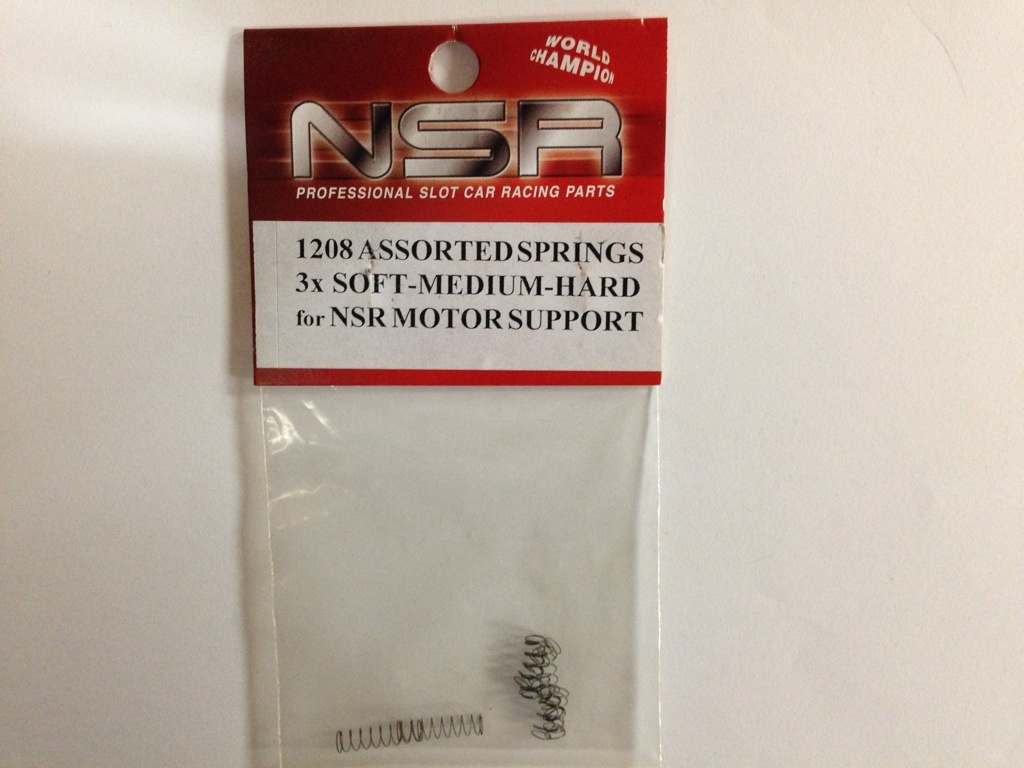 WORLD
CHAMPION
NSR
PROFESSIONAL SLOT CAR RACING PARTS
1208 ASSORTED SPRINGS
3x SOFT-MEDIUM-HARD
for NSR MOTOR SUPPORT